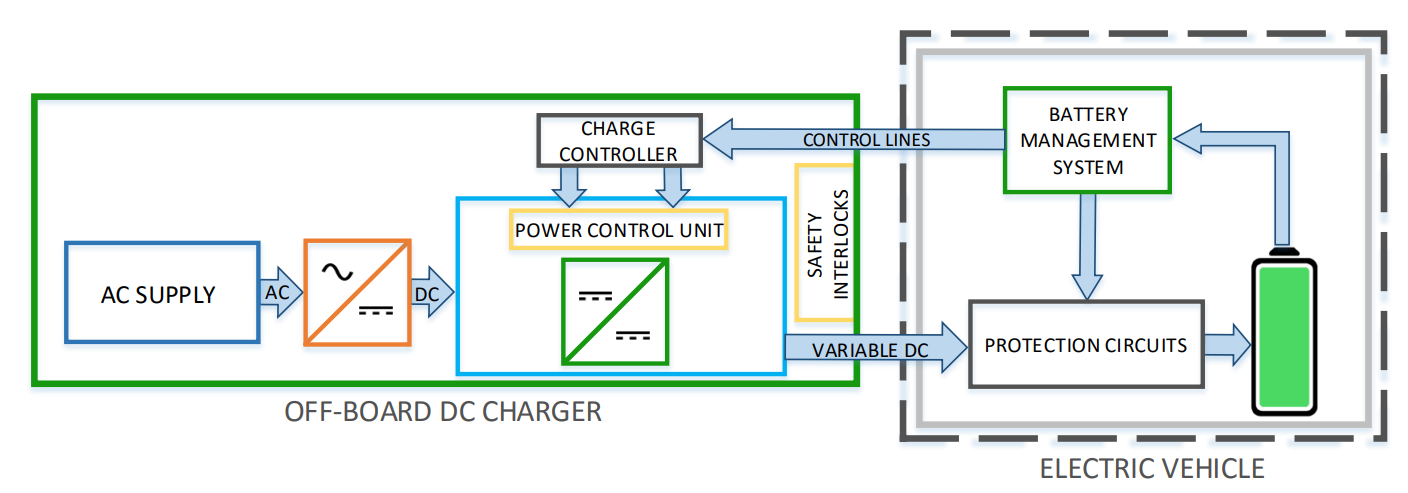 CHARGE
CONTROLLER
CONTROL LINES
BATTERY
MANAGEMENT
SYSTEM
POWER CONTROL UNIT
SAFETY
INTERLOCKS
AC SUPPLY
AC
DC
VARIABLE DC
PROTECTION CIRCUITS
OFF-BOARD DC CHARGER
ELECTRIC VEHICLE